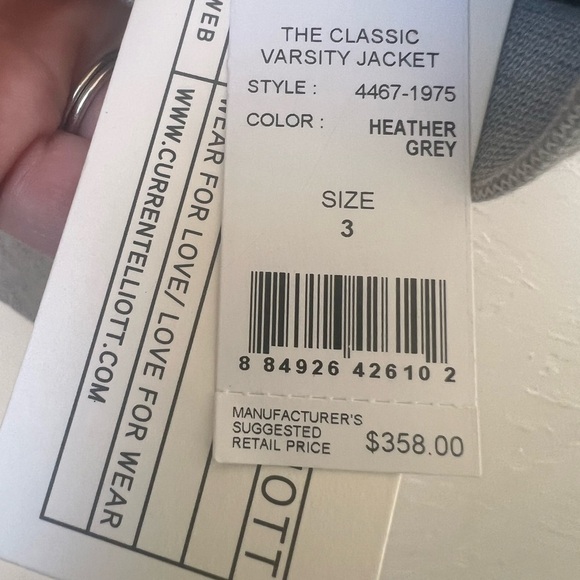 THE CLASSIC
VARSITY JACKET
STYLE : 4467-1975
COLOR : HEATHER
GREY
SIZE
3
8 84926 42610 2
MANUFACTURER'S
SUGGESTED
RETAIL PRICE $358.00
WEB
WWW.CURRENTELLIOTT.COM
WEAR FOR LOVE/ LOVE FOR WEAR
OTT